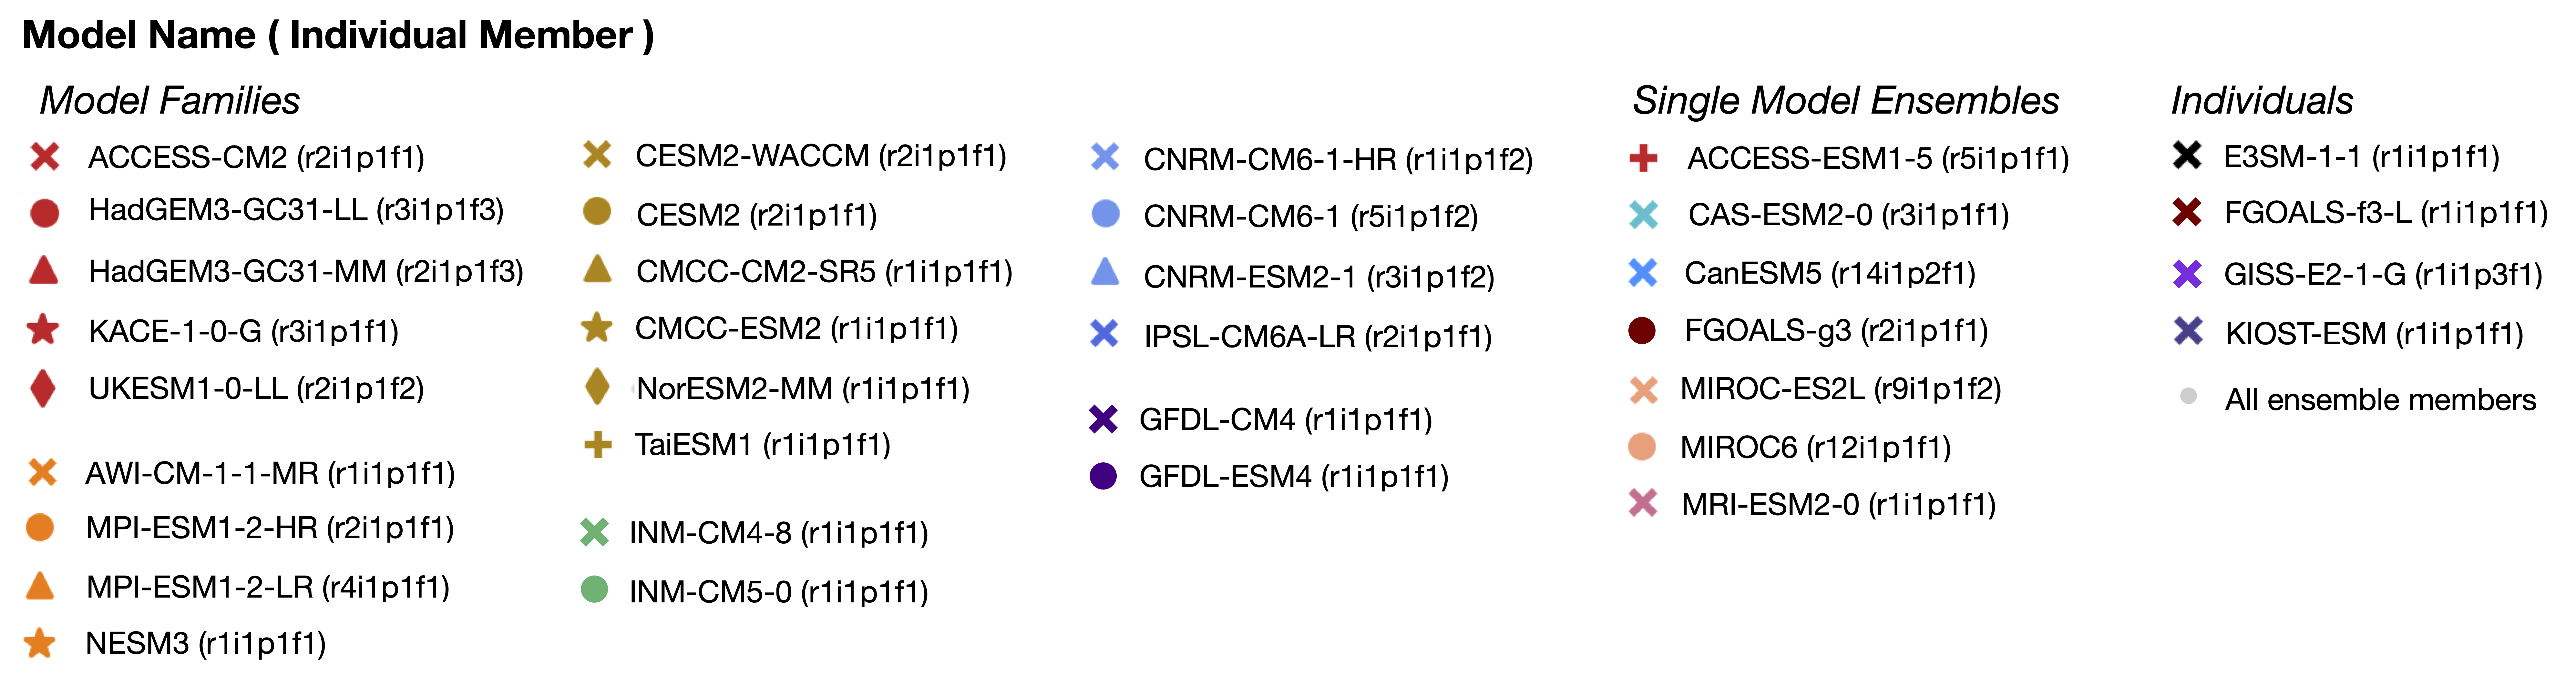 Model Name ( Individual Member )
Model Families
ACCESS-CM2 (r2i1p1f1)
HadGEM3-GC31-LL (r3i1p1f3)
HadGEM3-GC31-MM (r2i1p1f3)
KACE-1-0-G (r3i1p1f1)
UKESM1-0-LL (r2i1p1f2)
AWI-CM-1-1-MR (r1i1p1f1)
MPI-ESM1-2-HR (r2i1p1f1)
MPI-ESM1-2-LR (r4i1p1f1)
NESM3 (r1i1p1f1)
CESM2-WACCM (r2i1p1f1)
CESM2 (r2i1p1f1)
CMCC-CM2-SR5 (r1i1p1f1)
CMCC-ESM2 (r1i1p1f1)
NorESM2-MM (r1i1p1f1)
TaiESM1 (r1i1p1f1)
INM-CM4-8 (r1i1p1f1)
INM-CM5-0 (r1i1p1f1)
CNRM-CM6-1-HR (r1i1p1f2)
CNRM-CM6-1 (r5i1p1f2)
CNRM-ESM2-1 (r3i1p1f2)
IPSL-CM6A-LR (r2i1p1f1)
GFDL-CM4 (r1i1p1f1)
GFDL-ESM4 (r1i1p1f1)
Single Model Ensembles
ACCESS-ESM1-5 (r5i1p1f1)
CAS-ESM2-0 (r3i1p1f1)
CanESM5 (r14i1p2f1)
FGOALS-g3 (r2i1p1f1)
MIROC-ES2L (r9i1p1f2)
MIROC6 (r12i1p1f1)
MRI-ESM2-0 (r1i1p1f1)
Individuals
E3SM-1-1 (r1i1p1f1)
FGOALS-f3-L (r1i1p1f1)
GISS-E2-1-G (r1i1p3f1)
KIOST-ESM (r1i1p1f1)
All ensemble members